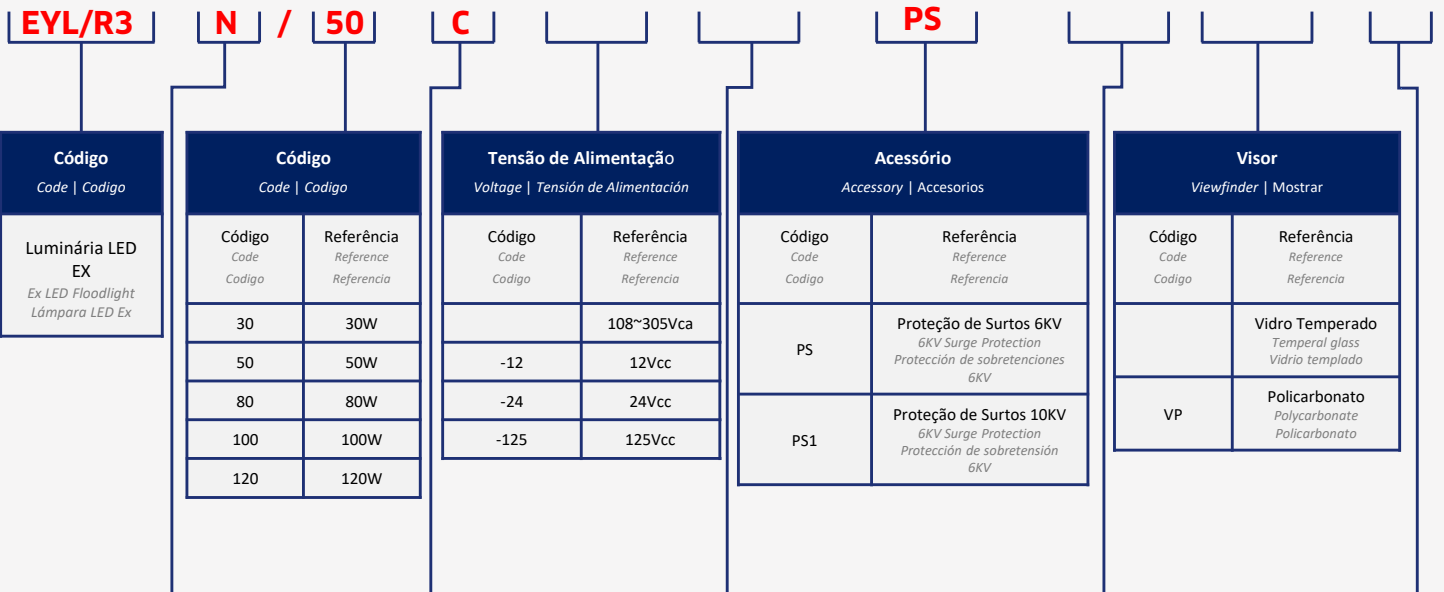 EYL/R3 N / 50 C PS
Código
Code | Codigo
Luminária LED
EX
Ex LED Floodlight
Lámpara LED Ex
Código
Code | Codigo
Código Referência
Code Reference
Codigo Referencia
30 30W
50 50W
80 80W
100 100W
120 120W
Tensão de Alimentação
Voltage | Tensión de Alimentación
Código Referência
Code Reference
Codigo Referencia
108~305Vca
-12 12Vcc
-24 24Vcc
-125 125Vcc
Acessório
Accessory | Accesorios
Código Referência
Code Reference
Codigo Referencia
PS
Proteção de Surtos 6KV
6KV Surge Protection
Protección de sobretenciones
6KV
PS1
Proteção de Surtos 10KV
6KV Surge Protection
Protección de sobretensión
6KV
Visor
Viewfinder | Mostrar
Código Referência
Code Reference
Codigo Referencia
Vidro Temperado
Temperal glass
Vidrio templado
VP
Policarbonato
Polycarbonate
Policarbonato